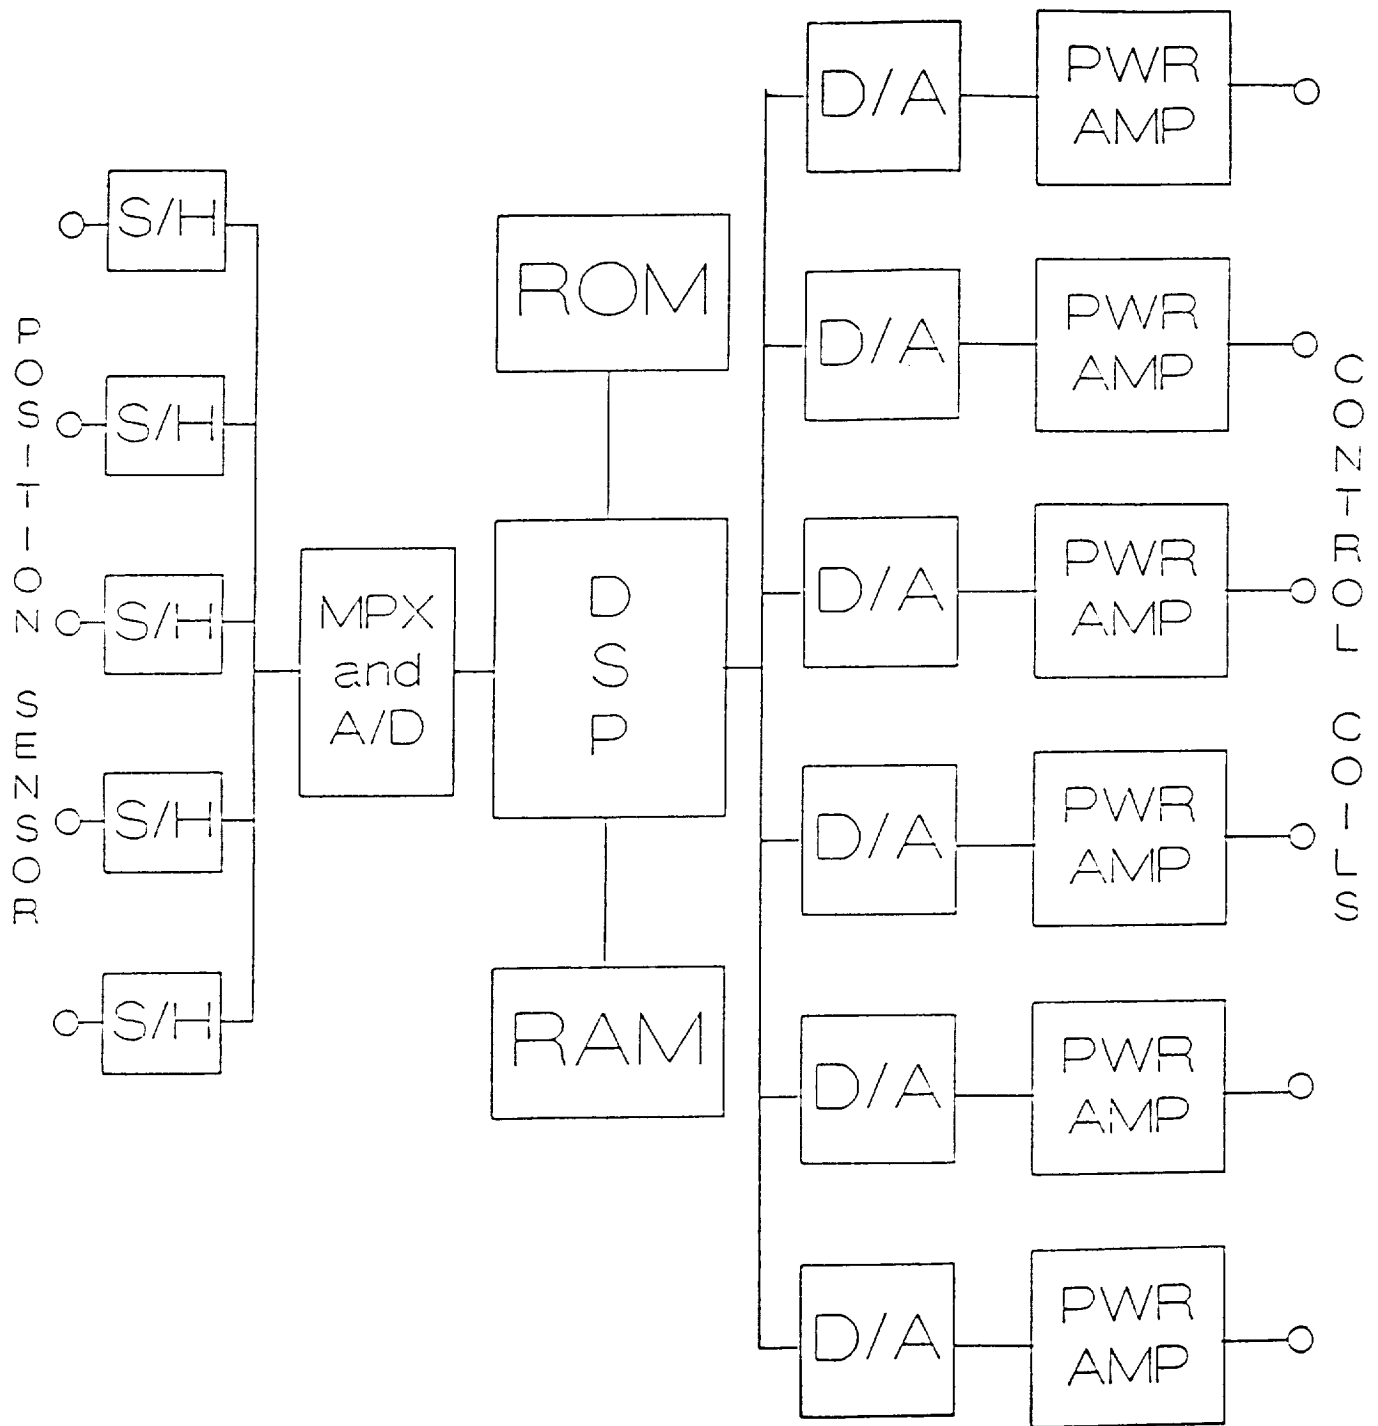 POSITION SENSOR
S/H
S/H
S/H
S/H
S/H
MPX
and
A/D
ROM
DSP
RAM
D/A
PWR
AMP
D/A
PWR
AMP
D/A
PWR
AMP
D/A
PWR
AMP
D/A
PWR
AMP
D/A
PWR
AMP
CONTROL COILS